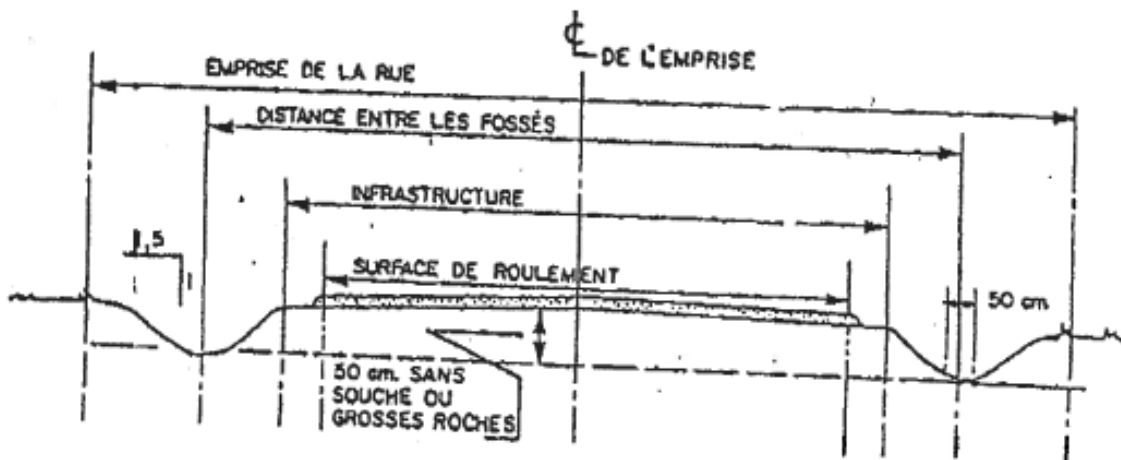 ℄ DE L'EMPRISE
EMPRISE DE LA RUE
DISTANCE ENTRE LES FOSSÉS
INFRASTRUCTURE
1,5
1
SURFACE DE ROULEMENT
50 cm.
50 cm. SANS
SOUCHE OU
GROSSES ROCHES